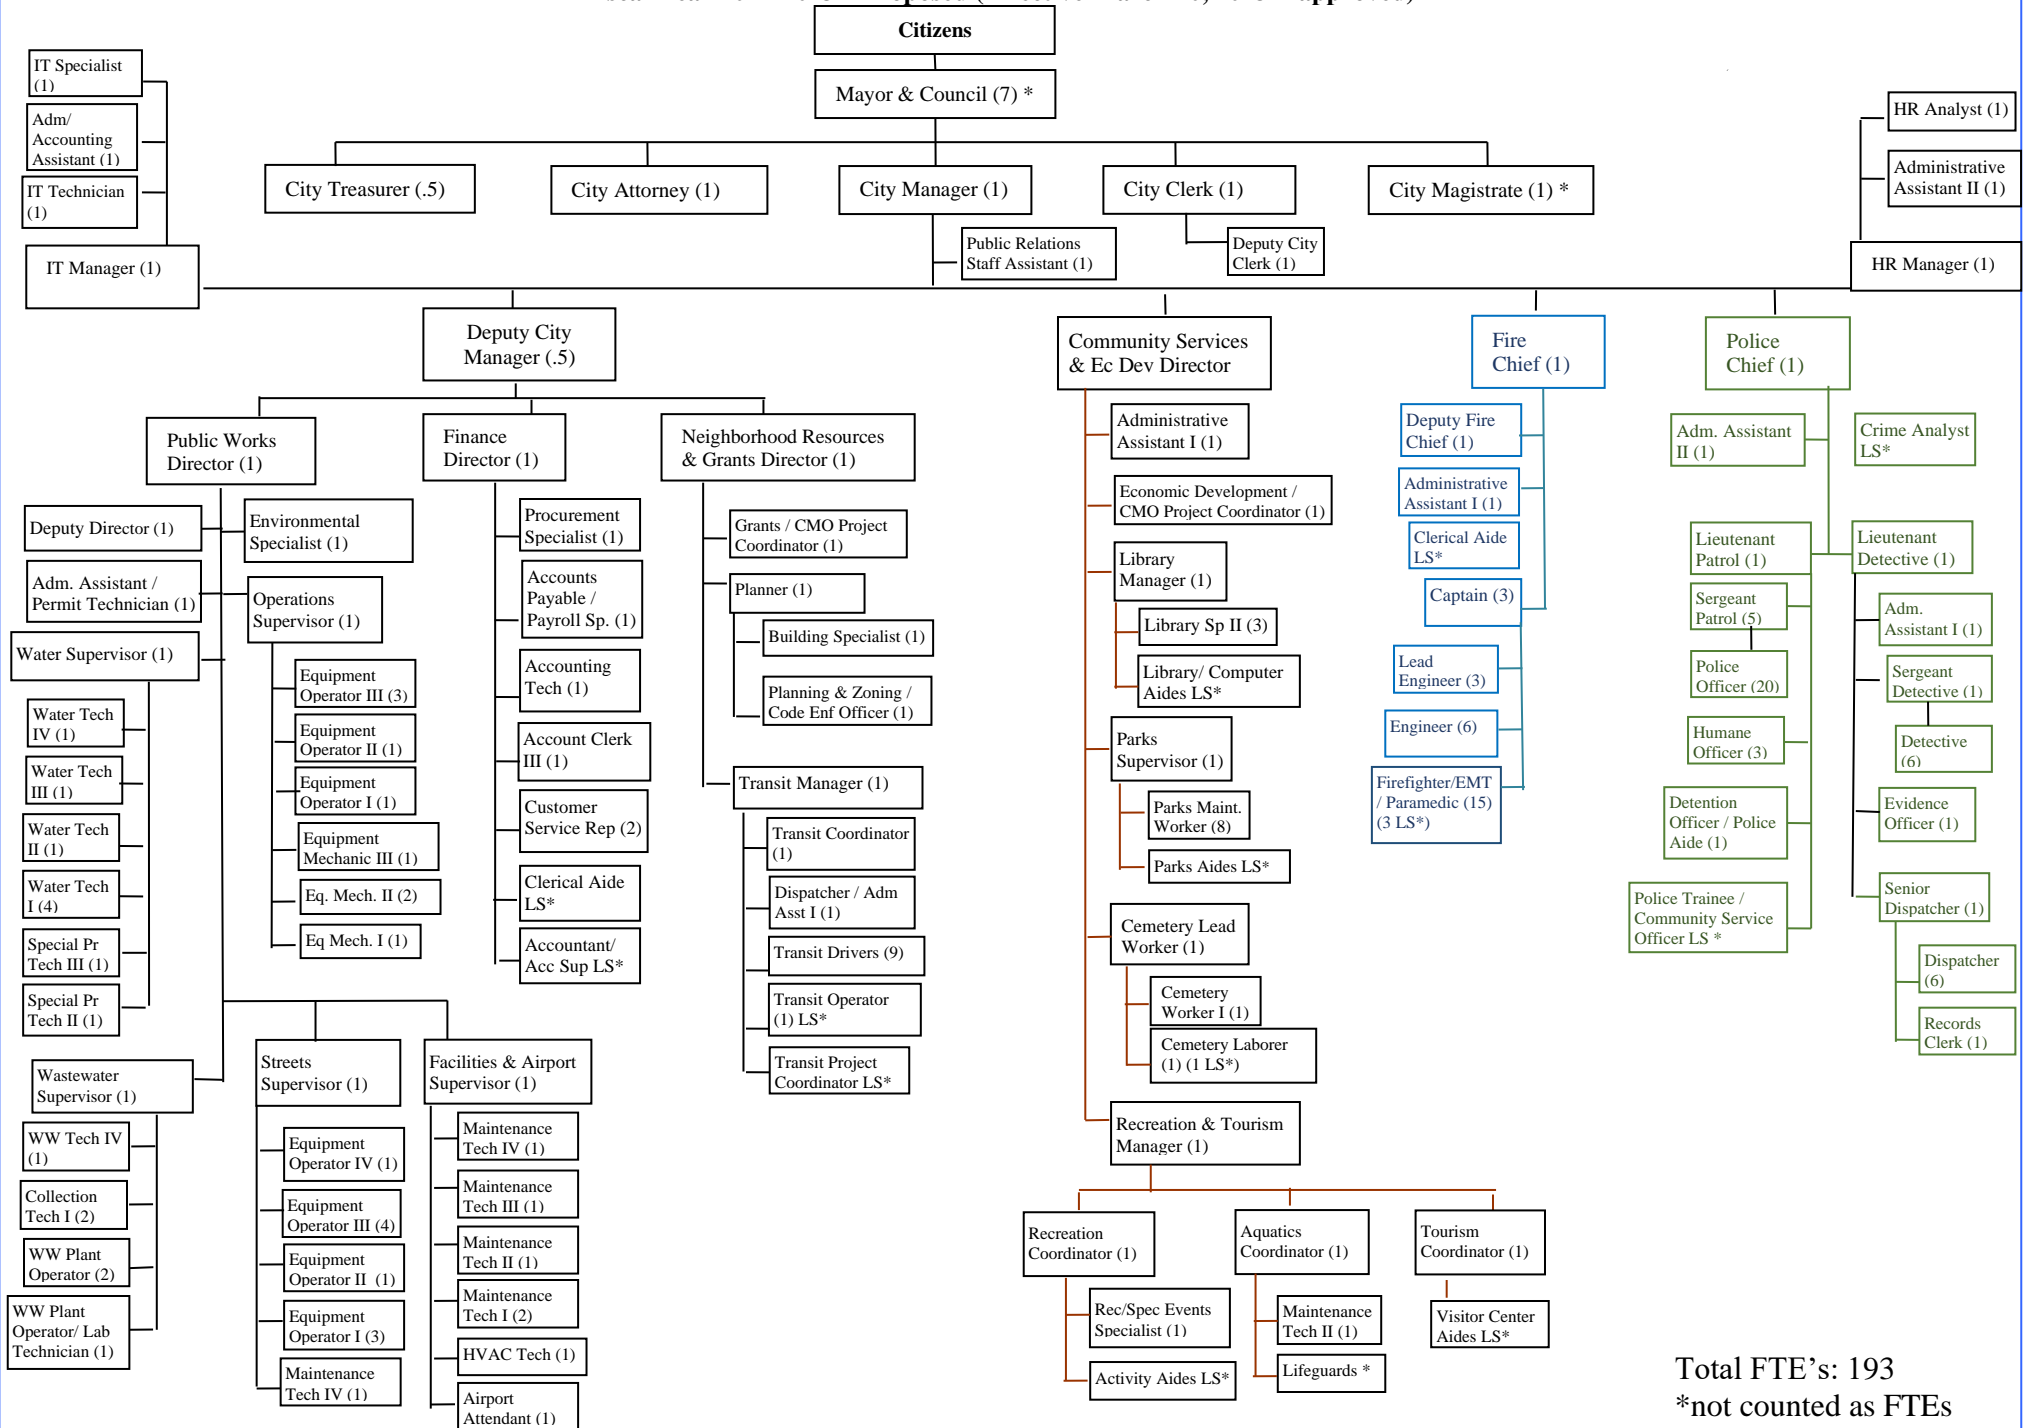 Citizens
Mayor & Council (7) *
IT Specialist
(1)
Adm/
Accounting
Assistant (1)
IT Technician
(1)
IT Manager (1)
HR Analyst (1)
Administrative
Assistant II (1)
HR Manager (1)
City Treasurer (.5)
City Attorney (1)
City Manager (1)
City Clerk (1)
City Magistrate (1) *
Public Relations
Staff Assistant (1)
Deputy City
Clerk (1)
Deputy City
Manager (.5)
Community Services
& Ec Dev Director
Fire
Chief (1)
Police
Chief (1)
Public Works
Director (1)
Finance
Director (1)
Neighborhood Resources
& Grants Director (1)
Deputy Director (1)
Environmental
Specialist (1)
Adm. Assistant /
Permit Technician (1)
Operations
Supervisor (1)
Water Supervisor (1)
Water Tech
IV (1)
Water Tech
III (1)
Water Tech
II (1)
Water Tech
I (4)
Special Pr
Tech III (1)
Special Pr
Tech II (1)
Equipment
Operator III (3)
Equipment
Operator II (1)
Equipment
Operator I (1)
Equipment
Mechanic III (1)
Eq. Mech. II (2)
Eq Mech. I (1)
Wastewater
Supervisor (1)
WW Tech IV
(1)
Collection
Tech I (2)
WW Plant
Operator (2)
WW Plant
Operator/ Lab
Technician (1)
Streets
Supervisor (1)
Equipment
Operator IV (1)
Equipment
Operator III (4)
Equipment
Operator II  (1)
Equipment
Operator I (3)
Maintenance
Tech IV (1)
Facilities & Airport
Supervisor (1)
Maintenance
Tech IV (1)
Maintenance
Tech III (1)
Maintenance
Tech II (1)
Maintenance
Tech I (2)
HVAC Tech (1)
Airport
Attendant (1)
Procurement
Specialist (1)
Accounts
Payable /
Payroll Sp. (1)
Accounting
Tech (1)
Account Clerk
III (1)
Customer
Service Rep (2)
Clerical Aide
LS*
Accountant/
Acc Sup LS*
Grants / CMO Project
Coordinator (1)
Planner (1)
Building Specialist (1)
Planning & Zoning /
Code Enf Officer (1)
Transit Manager (1)
Transit Coordinator
(1)
Dispatcher / Adm
Asst I (1)
Transit Drivers (9)
Transit Operator
(1) LS*
Transit Project
Coordinator LS*
Administrative
Assistant I (1)
Economic Development /
CMO Project Coordinator (1)
Library
Manager (1)
Library Sp II (3)
Library/ Computer
Aides LS*
Parks
Supervisor (1)
Parks Maint.
Worker (8)
Parks Aides LS*
Cemetery Lead
Worker (1)
Cemetery
Worker I (1)
Cemetery Laborer
(1) (1 LS*)
Recreation & Tourism
Manager (1)
Recreation
Coordinator (1)
Rec/Spec Events
Specialist (1)
Activity Aides LS*
Aquatics
Coordinator (1)
Maintenance
Tech II (1)
Lifeguards *
Tourism
Coordinator (1)
Visitor Center
Aides LS*
Deputy Fire
Chief (1)
Administrative
Assistant I (1)
Clerical Aide
LS*
Captain (3)
Lead
Engineer (3)
Engineer (6)
Firefighter/EMT
/ Paramedic (15)
(3 LS*)
Adm. Assistant
II (1)
Crime Analyst
LS*
Lieutenant
Patrol (1)
Sergeant
Patrol (5)
Police
Officer (20)
Humane
Officer (3)
Detention
Officer / Police
Aide (1)
Police Trainee /
Community Service
Officer LS *
Lieutenant
Detective (1)
Adm.
Assistant I (1)
Sergeant
Detective (1)
Detective
(6)
Evidence
Officer (1)
Senior
Dispatcher (1)
Dispatcher
(6)
Records
Clerk (1)
Total FTE’s: 193
*not counted as FTEs